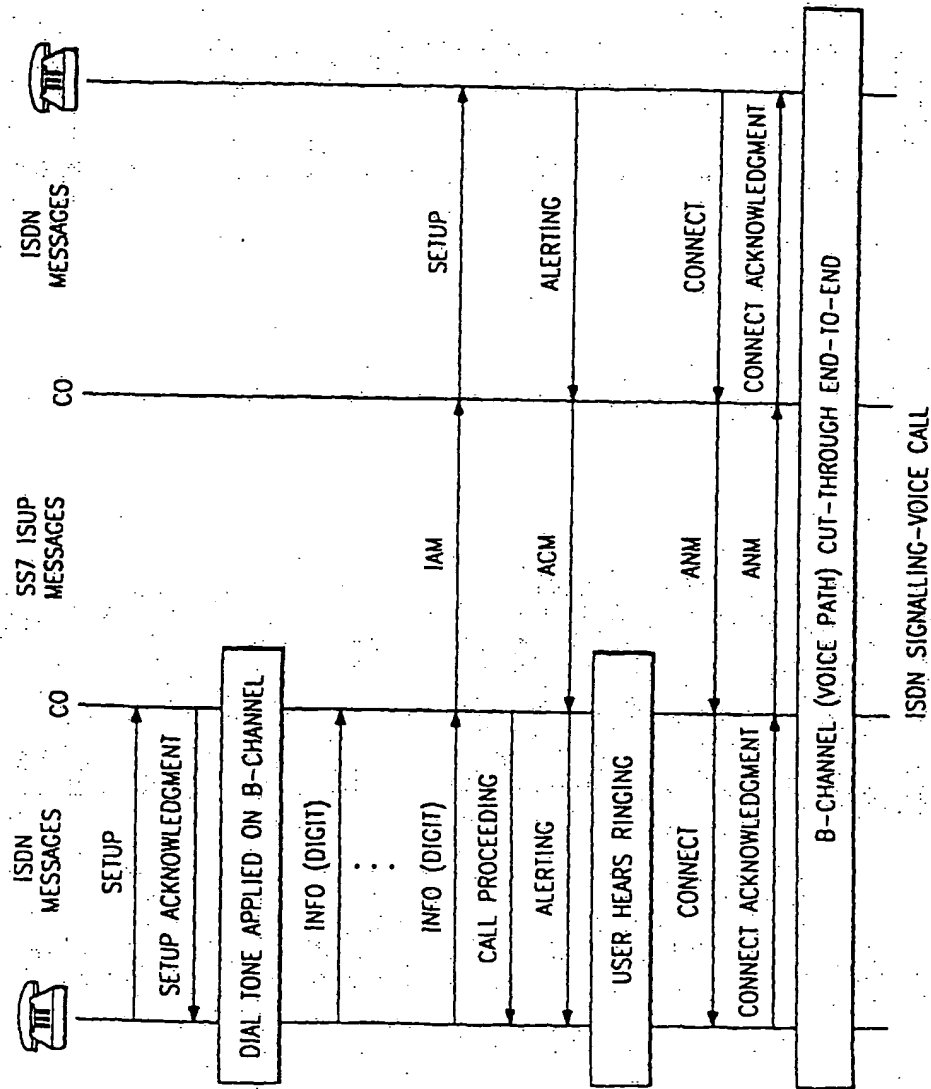 ISDN
MESSAGES
CO
SS7 ISUP
MESSAGES
CO
ISDN
MESSAGES
SETUP
SETUP ACKNOWLEDGMENT
DIAL TONE APPLIED ON B-CHANNEL
INFO (DIGIT)
. . .
INFO (DIGIT)
IAM
SETUP
CALL PROCEEDING
ALERTING
ACM
ALERTING
USER HEARS RINGING
CONNECT
ANM
CONNECT
CONNECT ACKNOWLEDGMENT
ANM
CONNECT ACKNOWLEDGMENT
B-CHANNEL (VOICE PATH) CUT-THROUGH END-TO-END
ISDN SIGNALLING-VOICE CALL